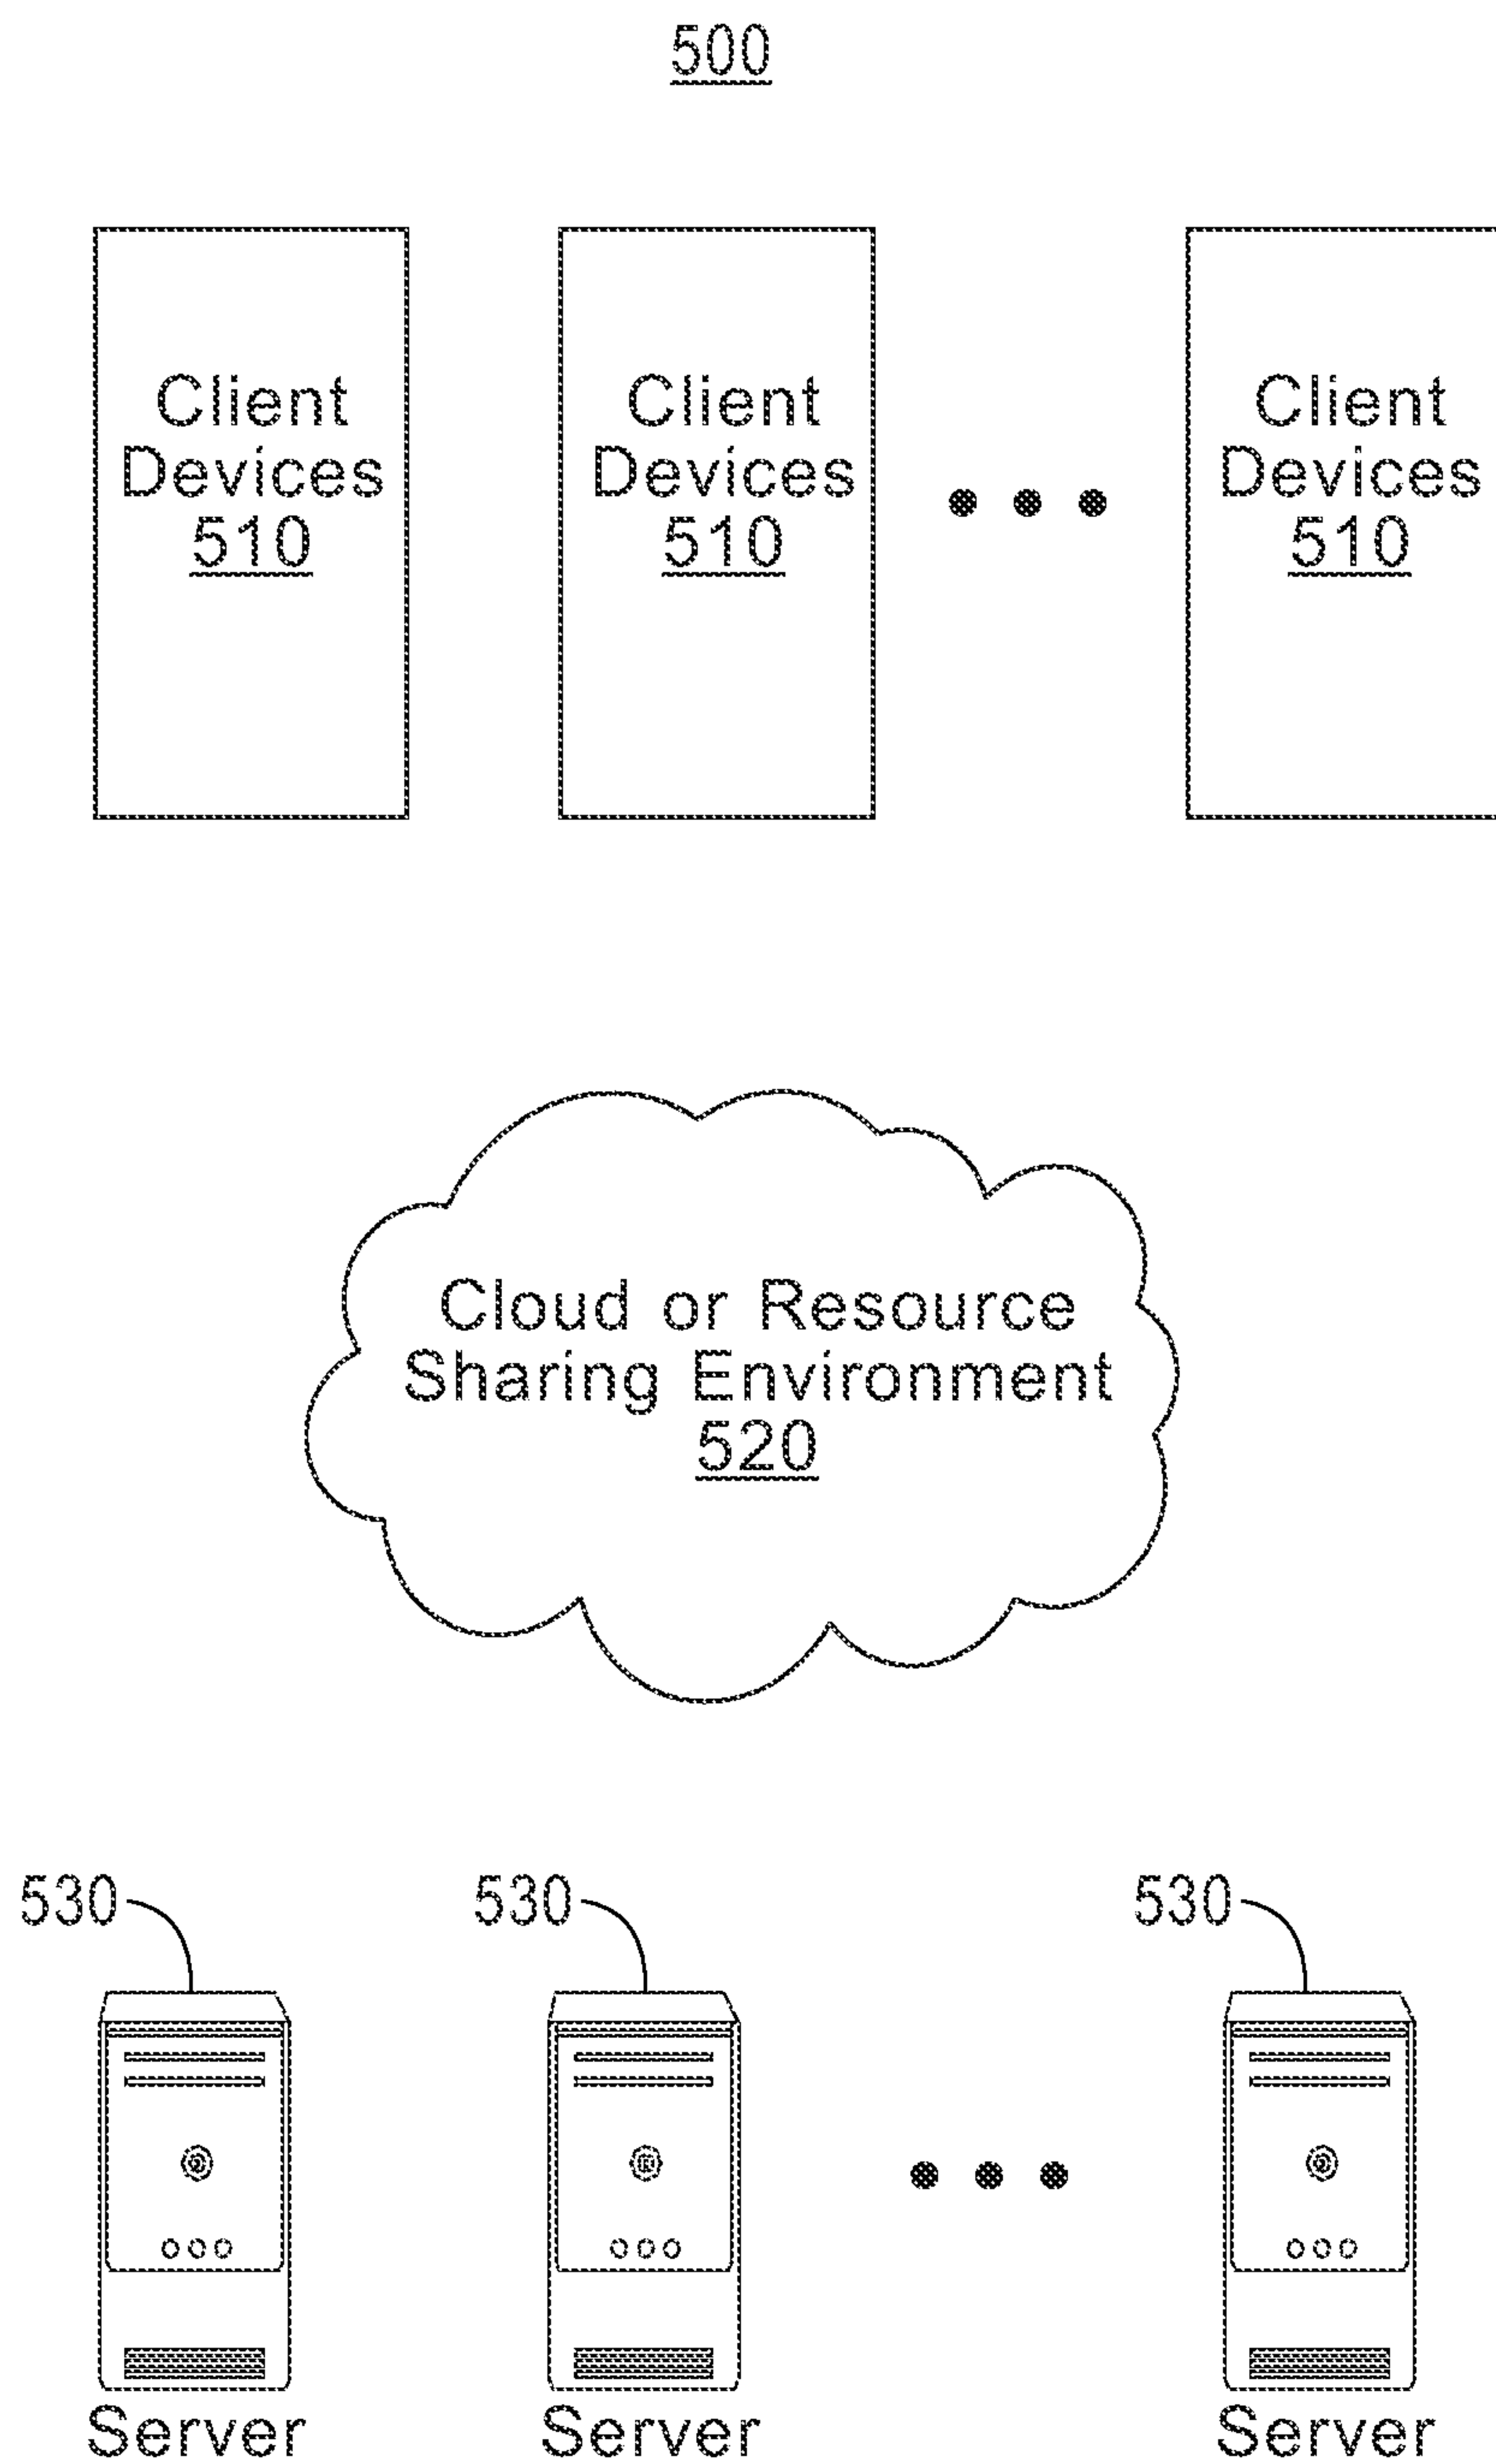 500
Client
Devices
510
Client
Devices
510
Client
Devices
510
Cloud or Resource
Sharing Environment
520
530
530
530
Server
Server
Server